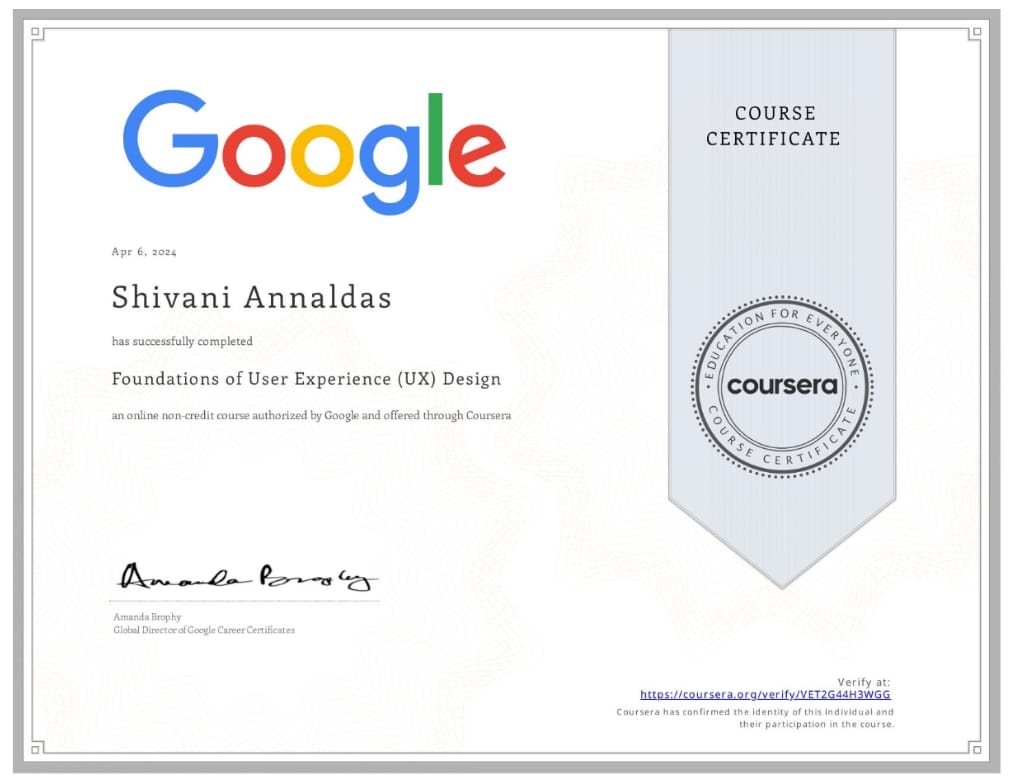 Google
COURSE
CERTIFICATE
Apr 6, 2024
Shivani Annaldas
has successfully completed
Foundations of User Experience (UX) Design
an online non-credit course authorized by Google and offered through Coursera
EDUCATION FOR EVERYONE
coursera
COURSE CERTIFICATE
Amanda Brophy
Amanda Brophy
Global Director of Google Career Certificates
Verify at:
https://coursera.org/verify/VET2G44H3WGG
Coursera has confirmed the identity of this individual and
their participation in the course.